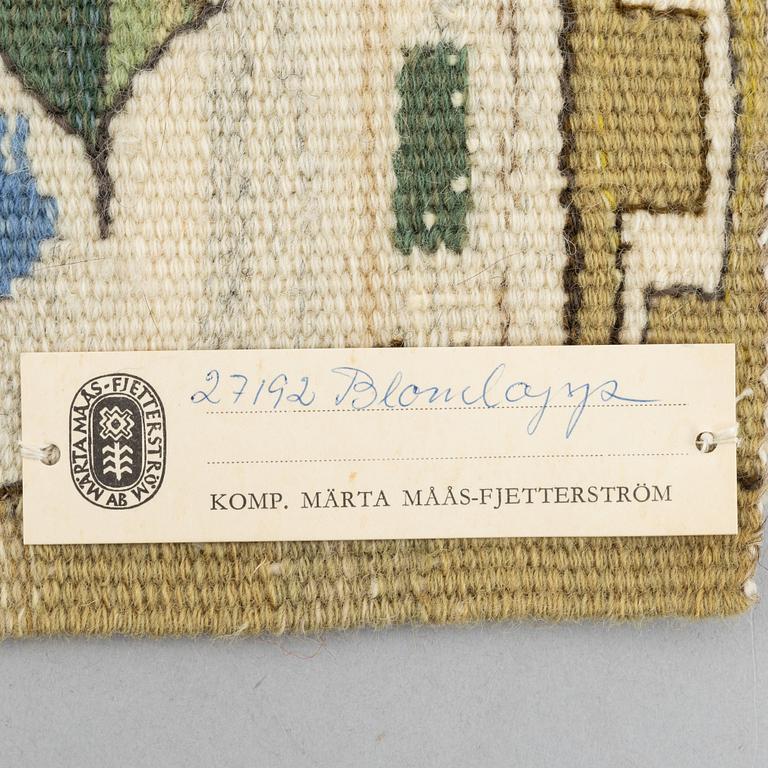 MÄRTA MÅÅS-FJETTERSTRÖM
AB
27192
KOMP. MÄRTA MÅÅS-FJETTERSTRÖM